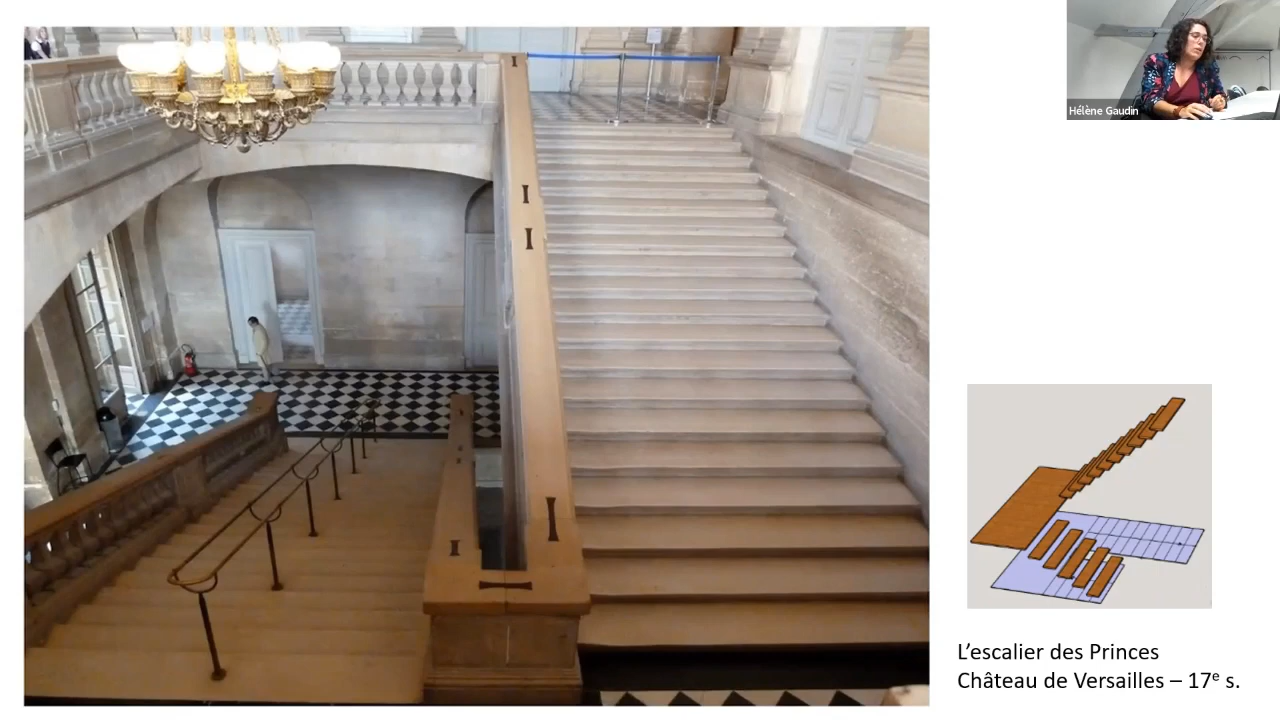 Hélène Gaudin
L'escalier des Princes
Château de Versailles – 17e s.